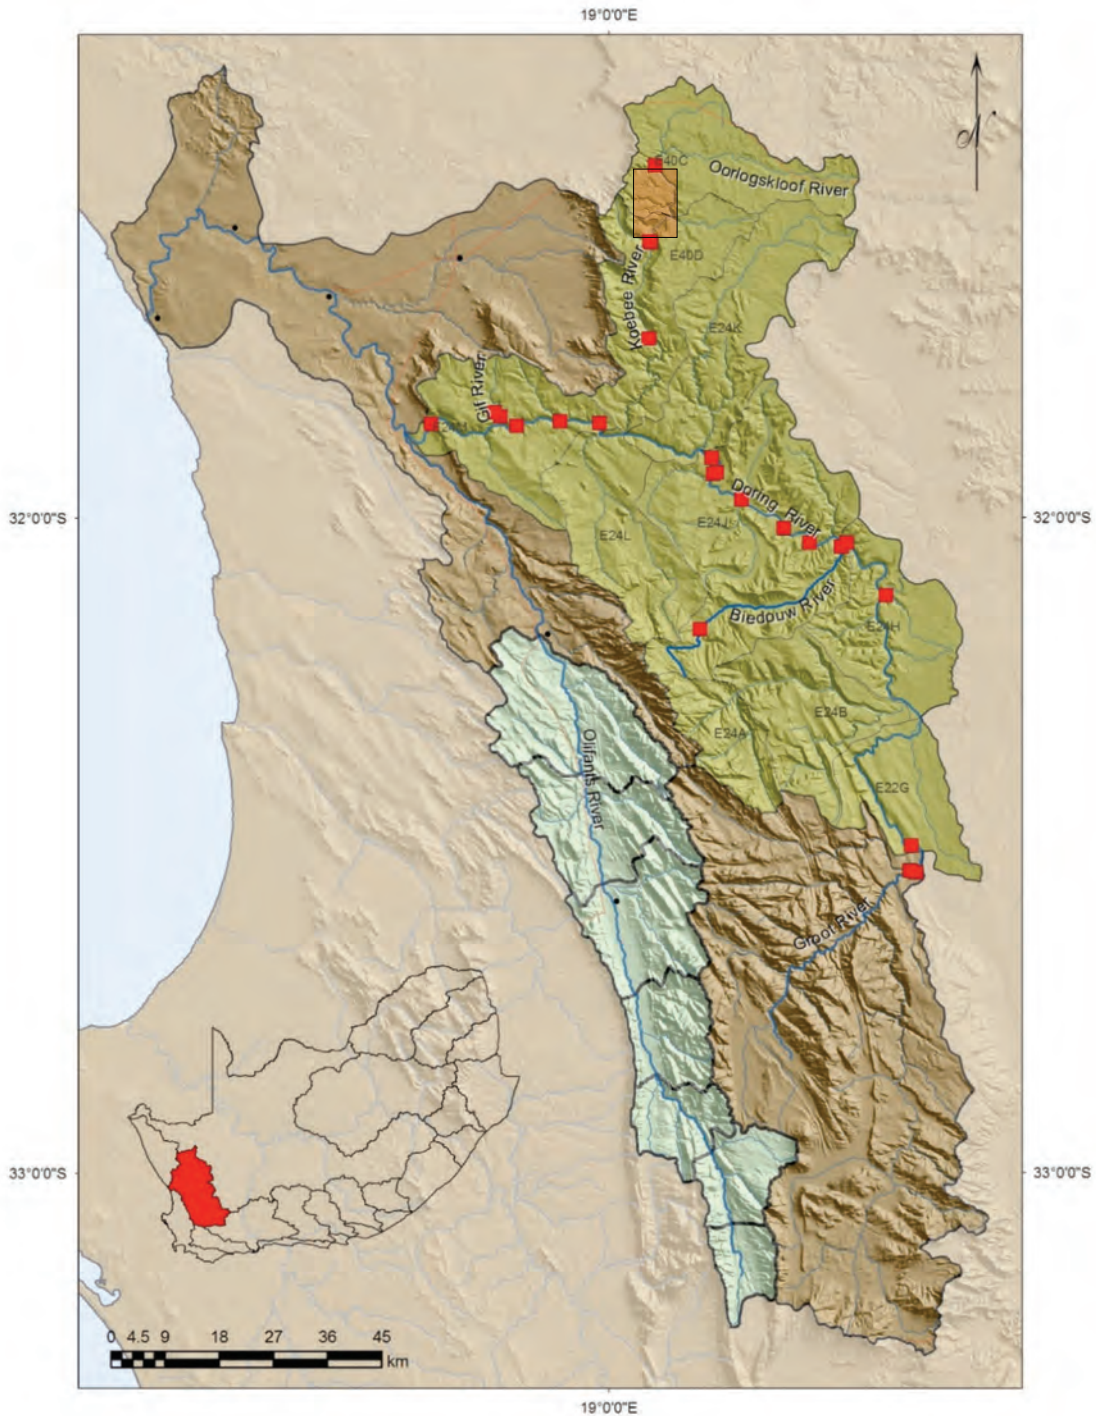 19°0'0"E
N
E40C
Oorlogskloof River
E40D
Koebee River
E24K
Gif River
Doring River
32°0'0"S
32°0'0"S
E24J
E24L
Biedouw River
E24H
E24B
E24A
Olifants River
E22G
Groot River
33°0'0"S
33°0'0"S
0 4.5 9 18 27 36 45
km
19°0'0"E